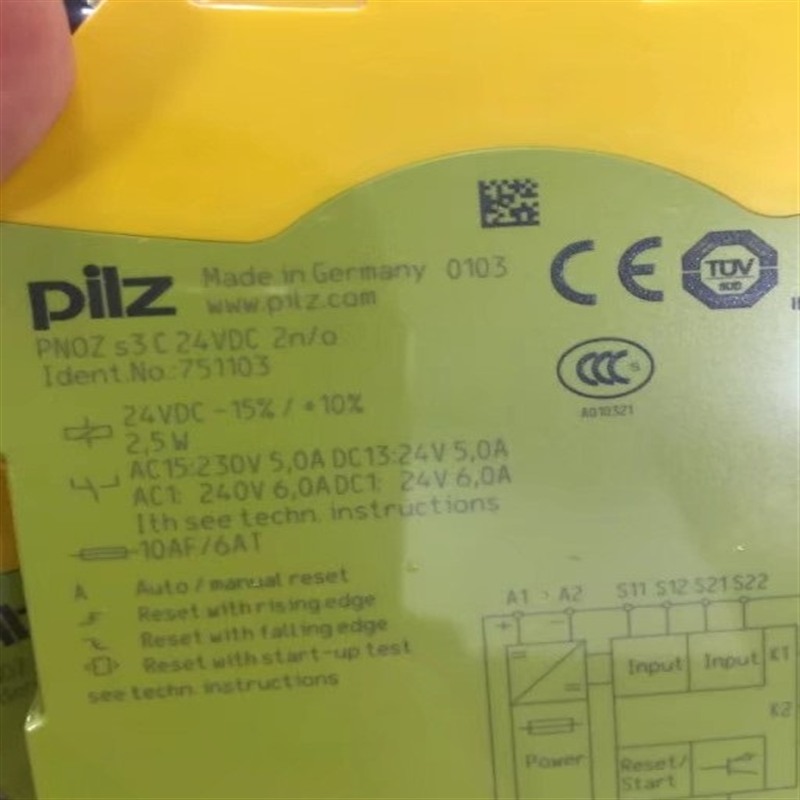 pilz Made in Germany 0103
www.pilz.com
PNOZ s3 C 24VDC 2n/o
Ident.No.:751103
CE
TÜV
SÜD
CCC S
A010321
24VDC -15% / +10%
2,5 W
AC15:230V 5,0A DC13:24V 5,0A
AC1: 240V 6,0A DC1: 24V 6,0A
Ith see techn. instructions
10AF/6AT
A Auto / manual reset
Reset with rising edge
Reset with falling edge
Reset with start-up test
see techn. instructions
A1 A2 S11 S12 S21 S22
+ -
= =
Input Input K1
K2
Power
Reset/
Start